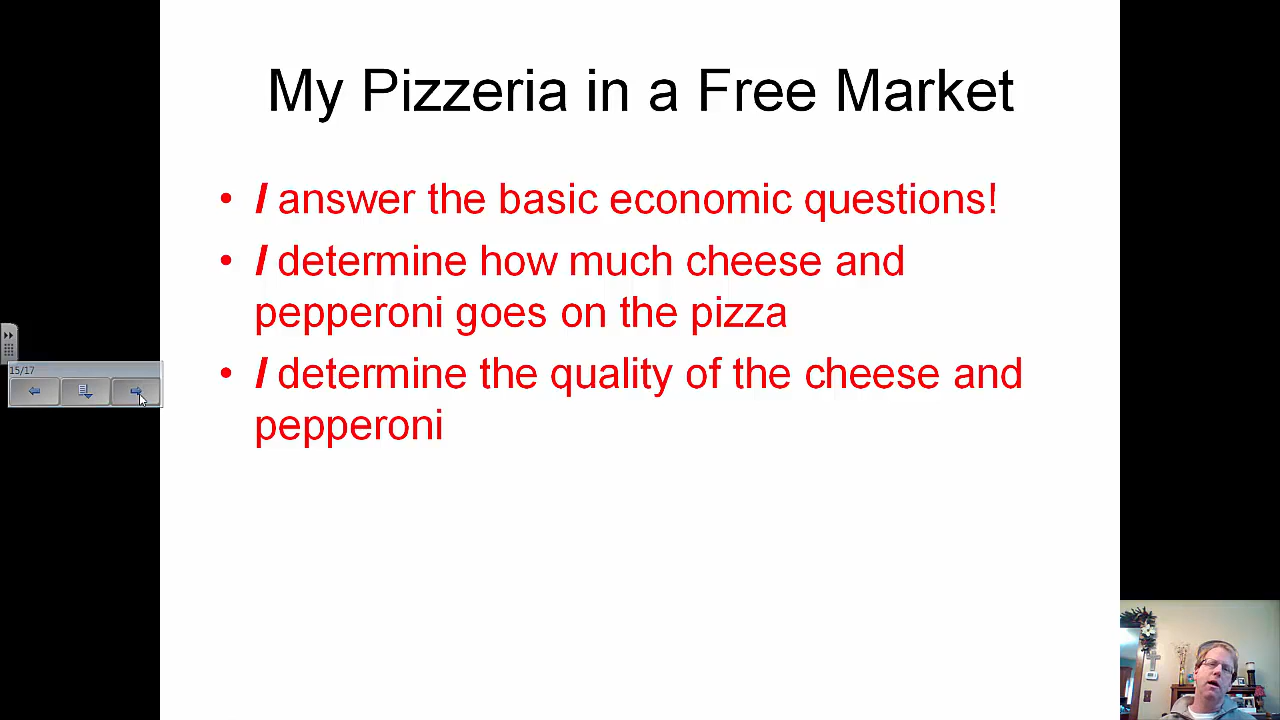 My Pizzeria in a Free Market
• I answer the basic economic questions!
• I determine how much cheese and
pepperoni goes on the pizza
• I determine the quality of the cheese and
pepperoni
15/17